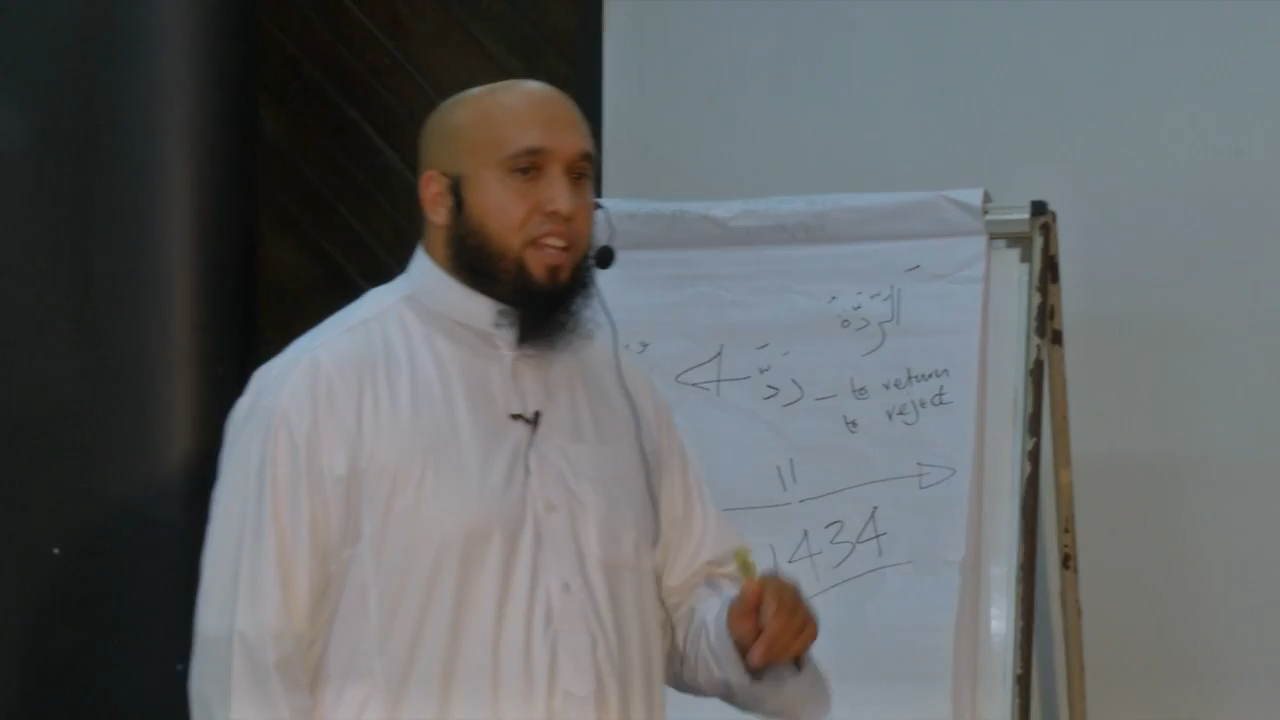 الرِّدَّةُ
رَدَّ – to return
to reject
11
1434